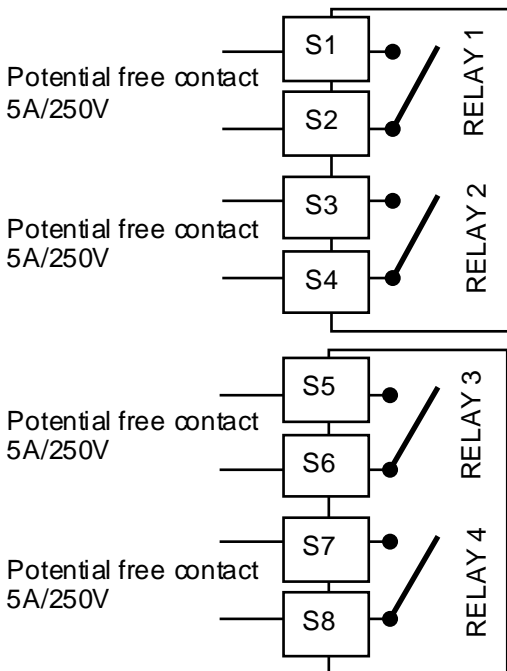 S1
Potential free contact
5A/250V
S2
RELAY 1
S3
Potential free contact
5A/250V
S4
RELAY 2
S5
Potential free contact
5A/250V
S6
RELAY 3
S7
Potential free contact
5A/250V
S8
RELAY 4